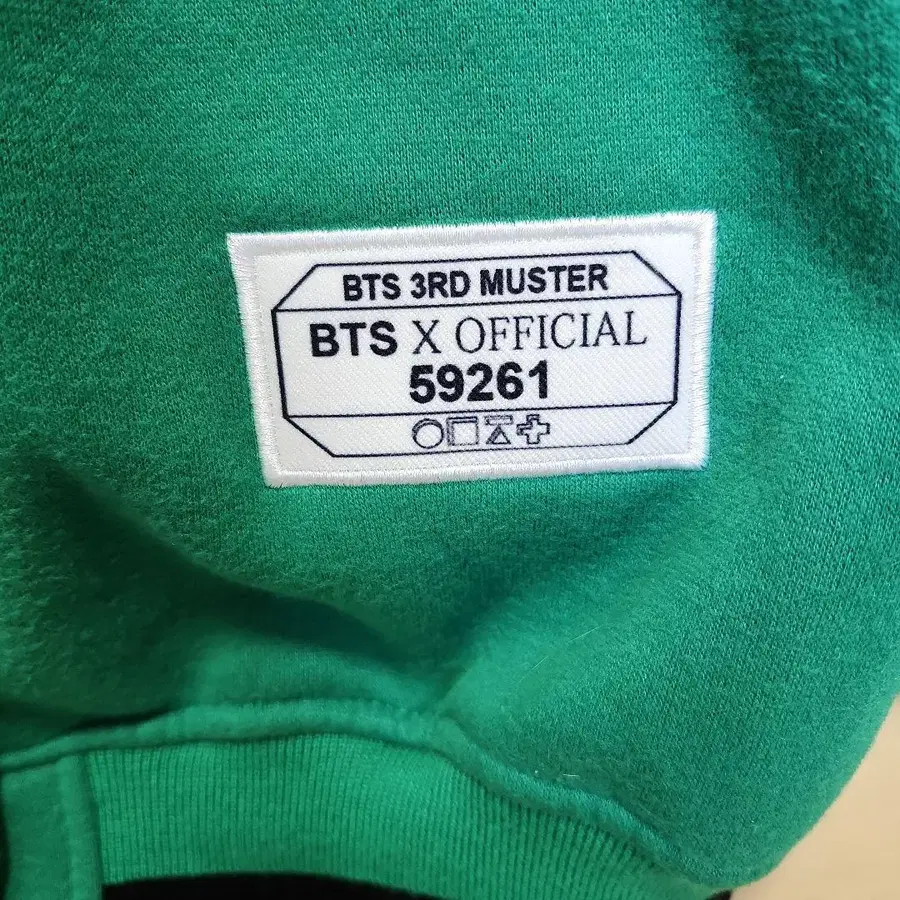 BTS 3RD MUSTER
BTS X OFFICIAL
59261